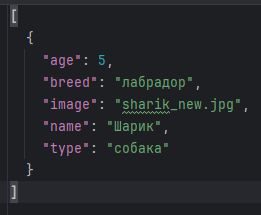 [
  {
    "age": 5,
    "breed": "лабрадор",
    "image": "sharik_new.jpg",
    "name": "Шарик",
    "type": "собака"
  }
]